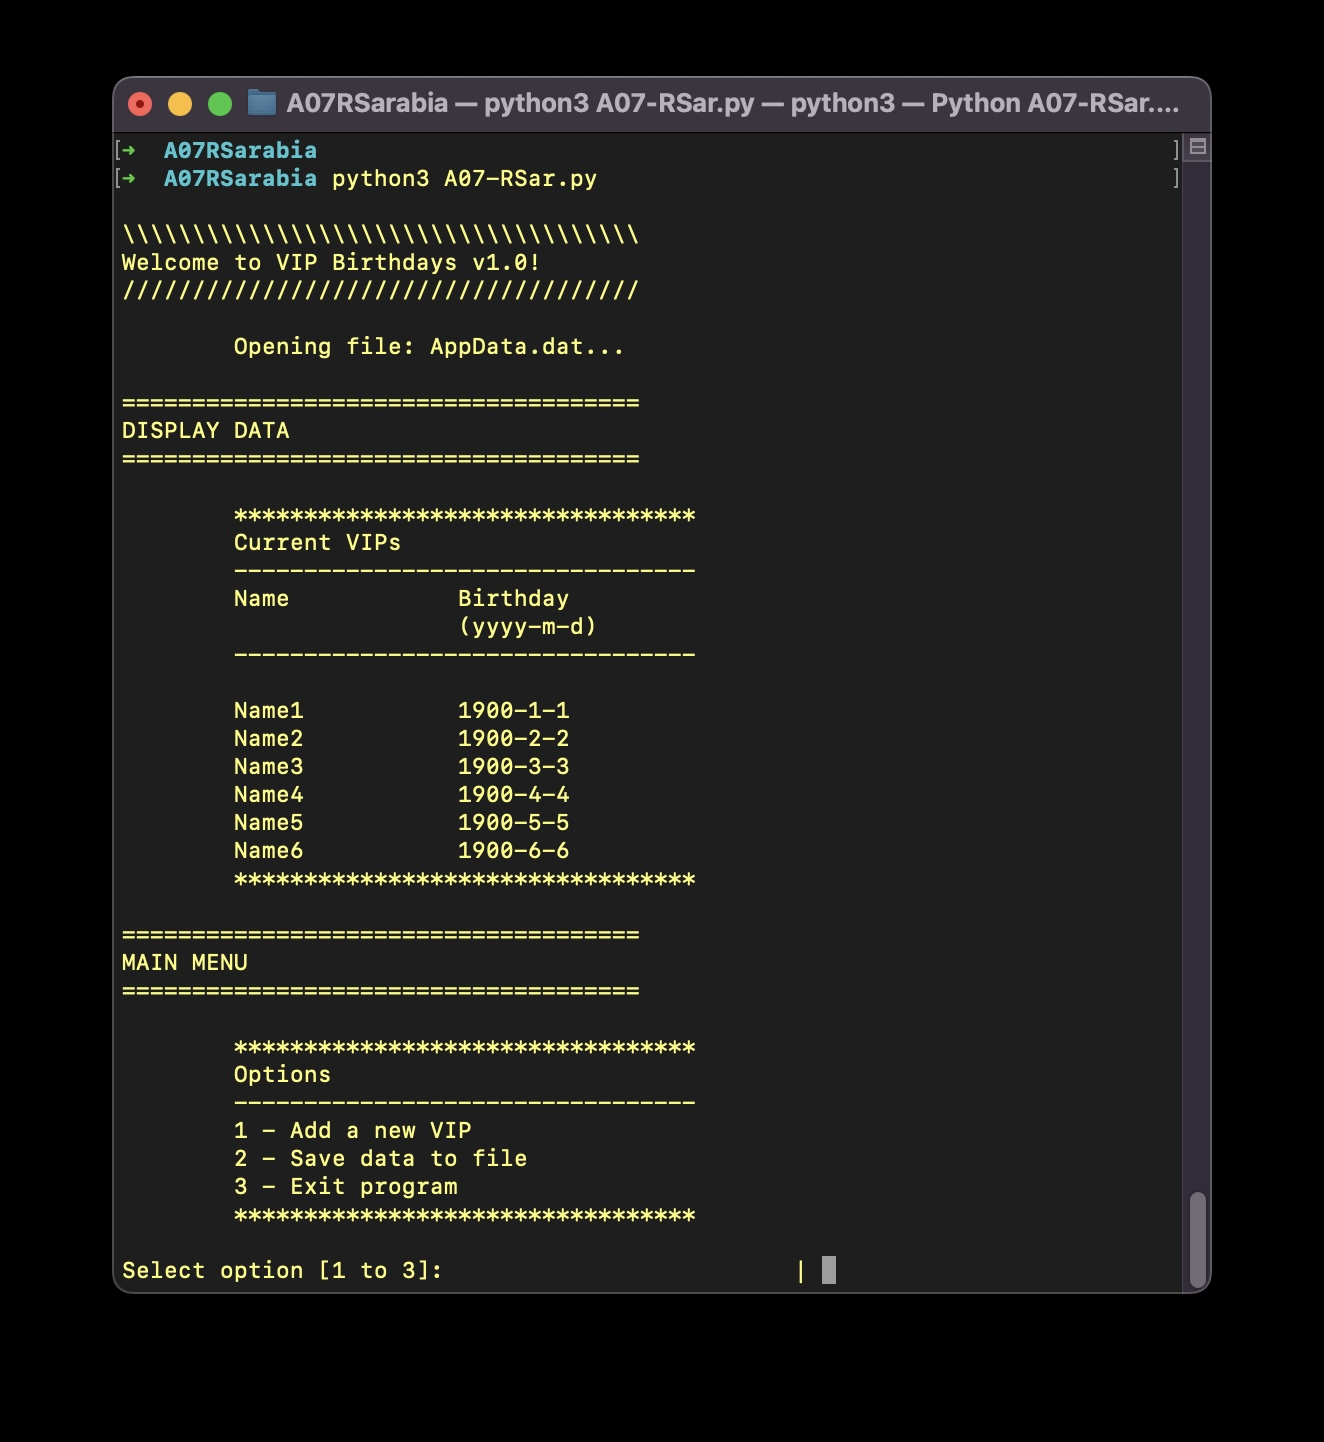 A07RSarabia — python3 A07-RSar.py — python3 — Python A07-RSar....
[➜  A07RSarabia ]
[➜  A07RSarabia python3 A07-RSar.py ]
\\\\\\\\\\\\\\\\\\\\\\\\\\\\\\\\\\\\\
Welcome to VIP Birthdays v1.0!
/////////////////////////////////////
Opening file: AppData.dat...
=====================================
DISPLAY DATA
=====================================
*********************************
Current VIPs
---------------------------------
Name            Birthday
(yyyy-m-d)
---------------------------------
Name1           1900-1-1
Name2           1900-2-2
Name3           1900-3-3
Name4           1900-4-4
Name5           1900-5-5
Name6           1900-6-6
*********************************
=====================================
MAIN MENU
=====================================
*********************************
Options
---------------------------------
1 - Add a new VIP
2 - Save data to file
3 - Exit program
*********************************
Select option [1 to 3]:                         |